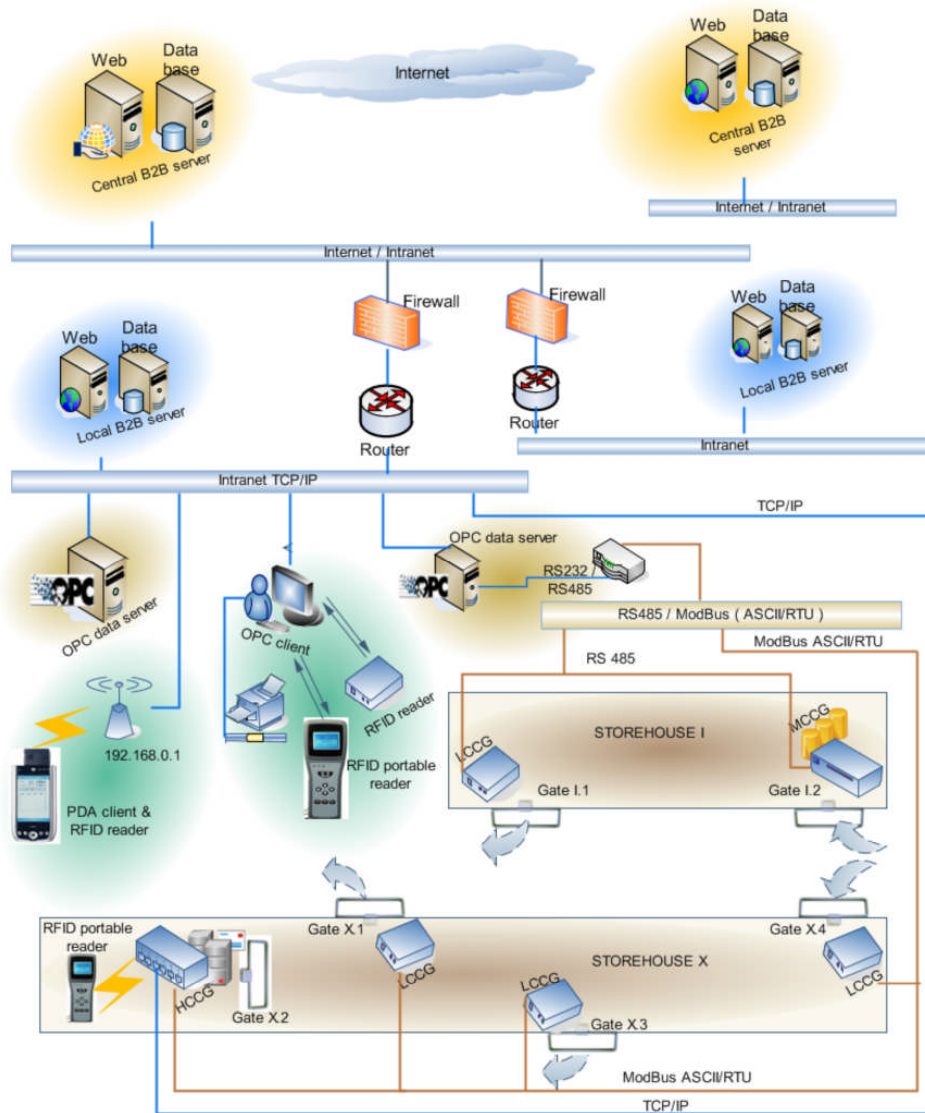 Web
Data
base
Central B2B server
Internet
Web
Data
base
Central B2B
server
Internet / Intranet
Internet / Intranet
Firewall
Firewall
Web
Data
base
Local B2B server
Web
Data
base
Local B2B server
Router
Router
Intranet
Intranet TCP/IP
TCP/IP
OPC
OPC data server
OPC data server
OPC
RS232 /
RS485
RS485 / ModBus ( ASCII/RTU )
ModBus ASCII/RTU
RS 485
OPC client
RFID reader
RFID portable
reader
192.168.0.1
PDA client &
RFID reader
STOREHOUSE I
LCCG
MCCG
Gate I.1
Gate I.2
Gate X.1
Gate X.4
RFID portable
reader
HCCG
Gate X.2
LCCG
STOREHOUSE X
LCCG
Gate X.3
LCCG
ModBus ASCII/RTU
TCP/IP